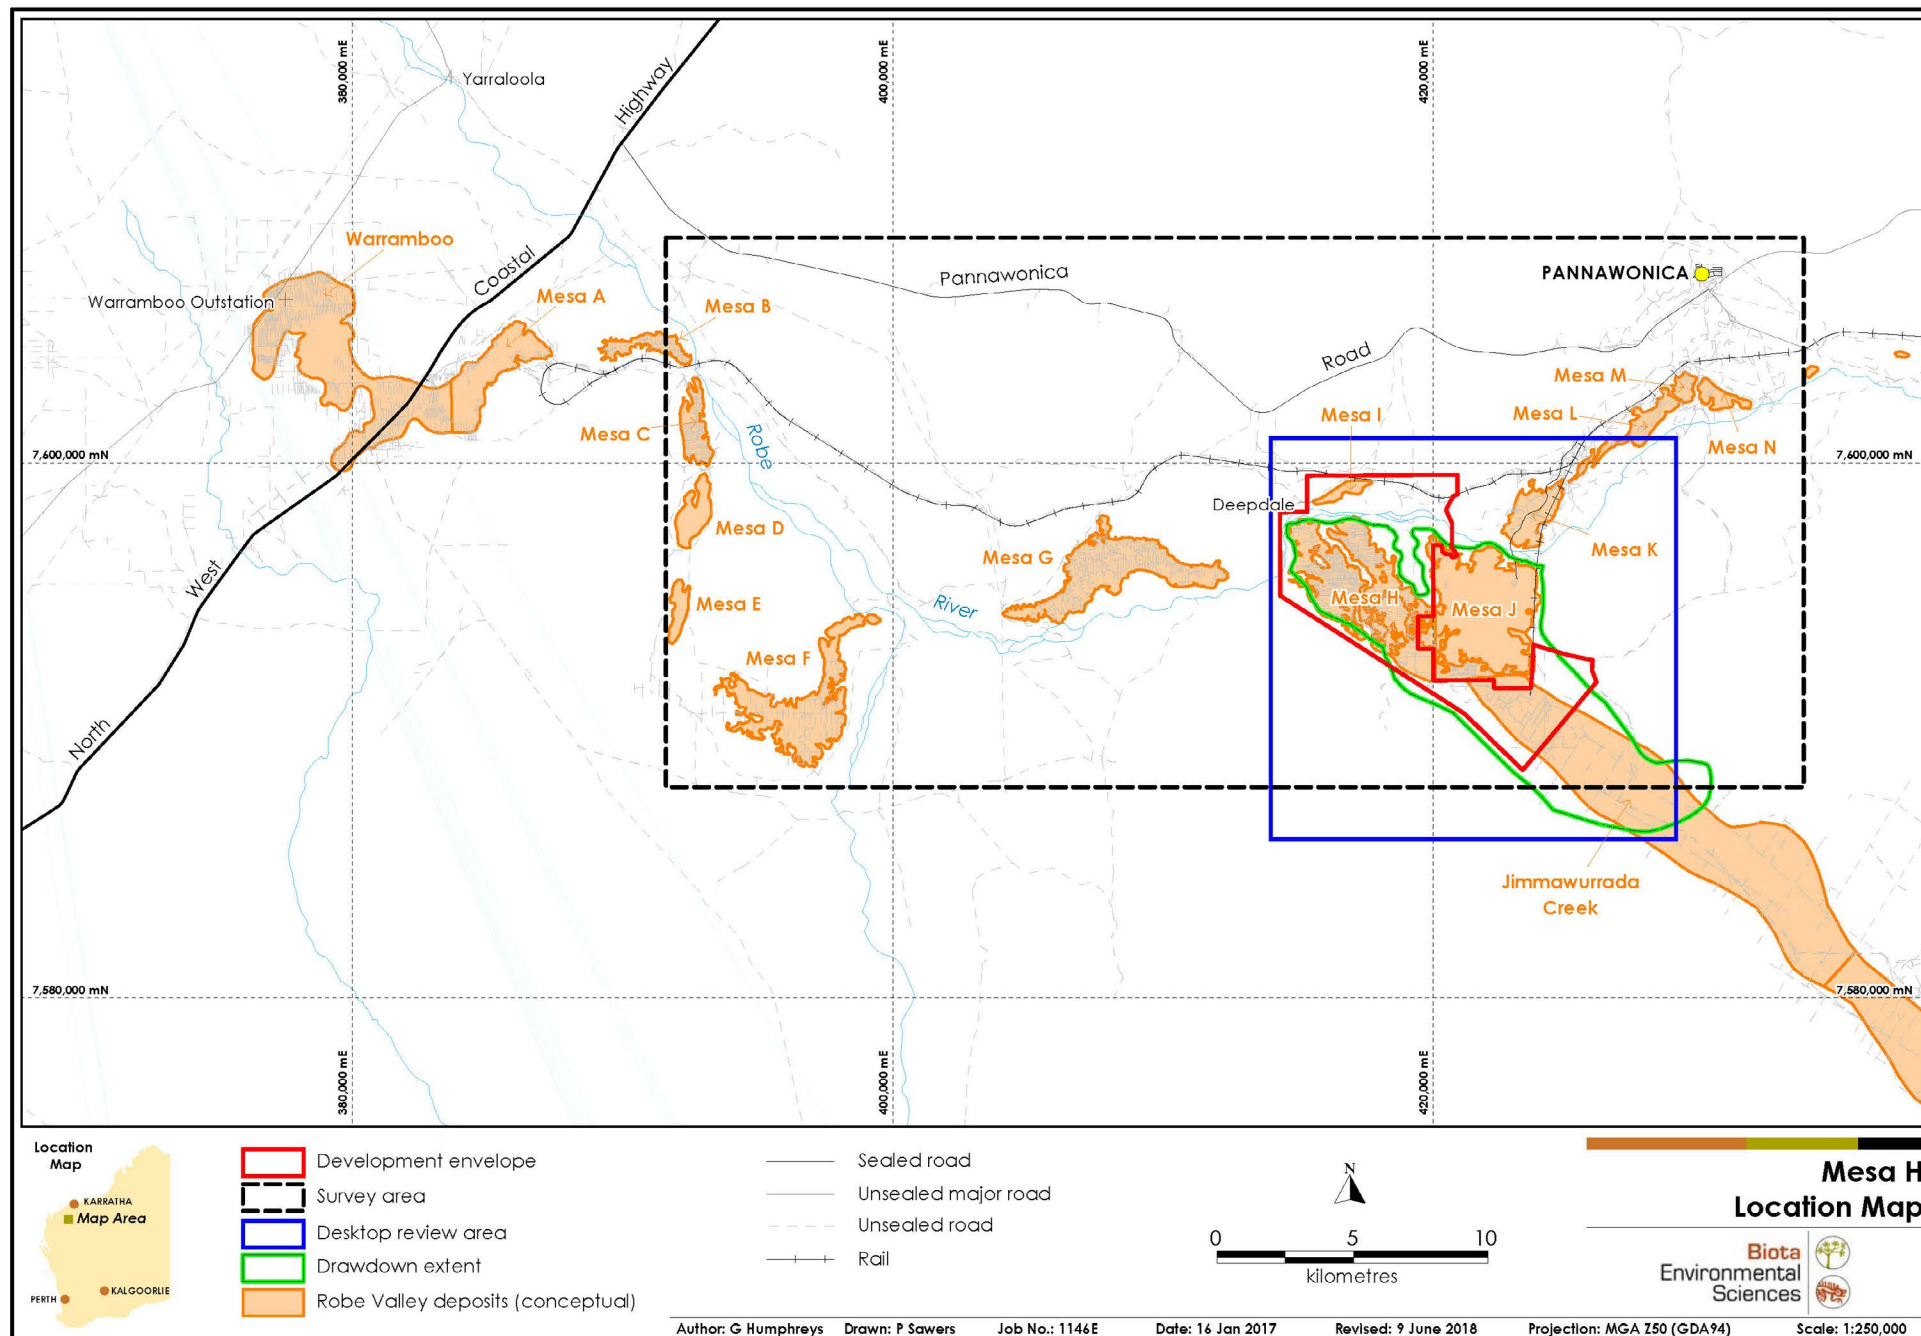 380,000 mE
400,000 mE
420,000 mE
Yarraloola
Highway
Warramboo
Coastal
Pannawonica
PANNAWONICA
Warramboo Outstation
Mesa A
Mesa B
Road
Mesa M
Mesa I
Mesa L
Mesa C
Robe
Mesa N
7,600,000 mN
7,600,000 mN
Deepdale
Mesa D
Mesa G
Mesa K
West
Mesa E
River
Mesa H
Mesa J
Mesa F
North
Jimmawurrada
Creek
7,580,000 mN
7,580,000 mN
380,000 mE
400,000 mE
420,000 mE
Location
Map
KARRATHA
Map Area
KALGOORLIE
PERTH
Development envelope
Survey area
Desktop review area
Drawdown extent
Robe Valley deposits (conceptual)
Sealed road
Unsealed major road
Unsealed road
Rail
N
0 5 10
kilometres
Mesa H
Location Map
Biota
Environmental
Sciences
Author: G Humphreys Drawn: P Sawers Job No.: 1146E Date: 16 Jan 2017 Revised: 9 June 2018 Projection: MGA Z50 (GDA94) Scale: 1:250,000